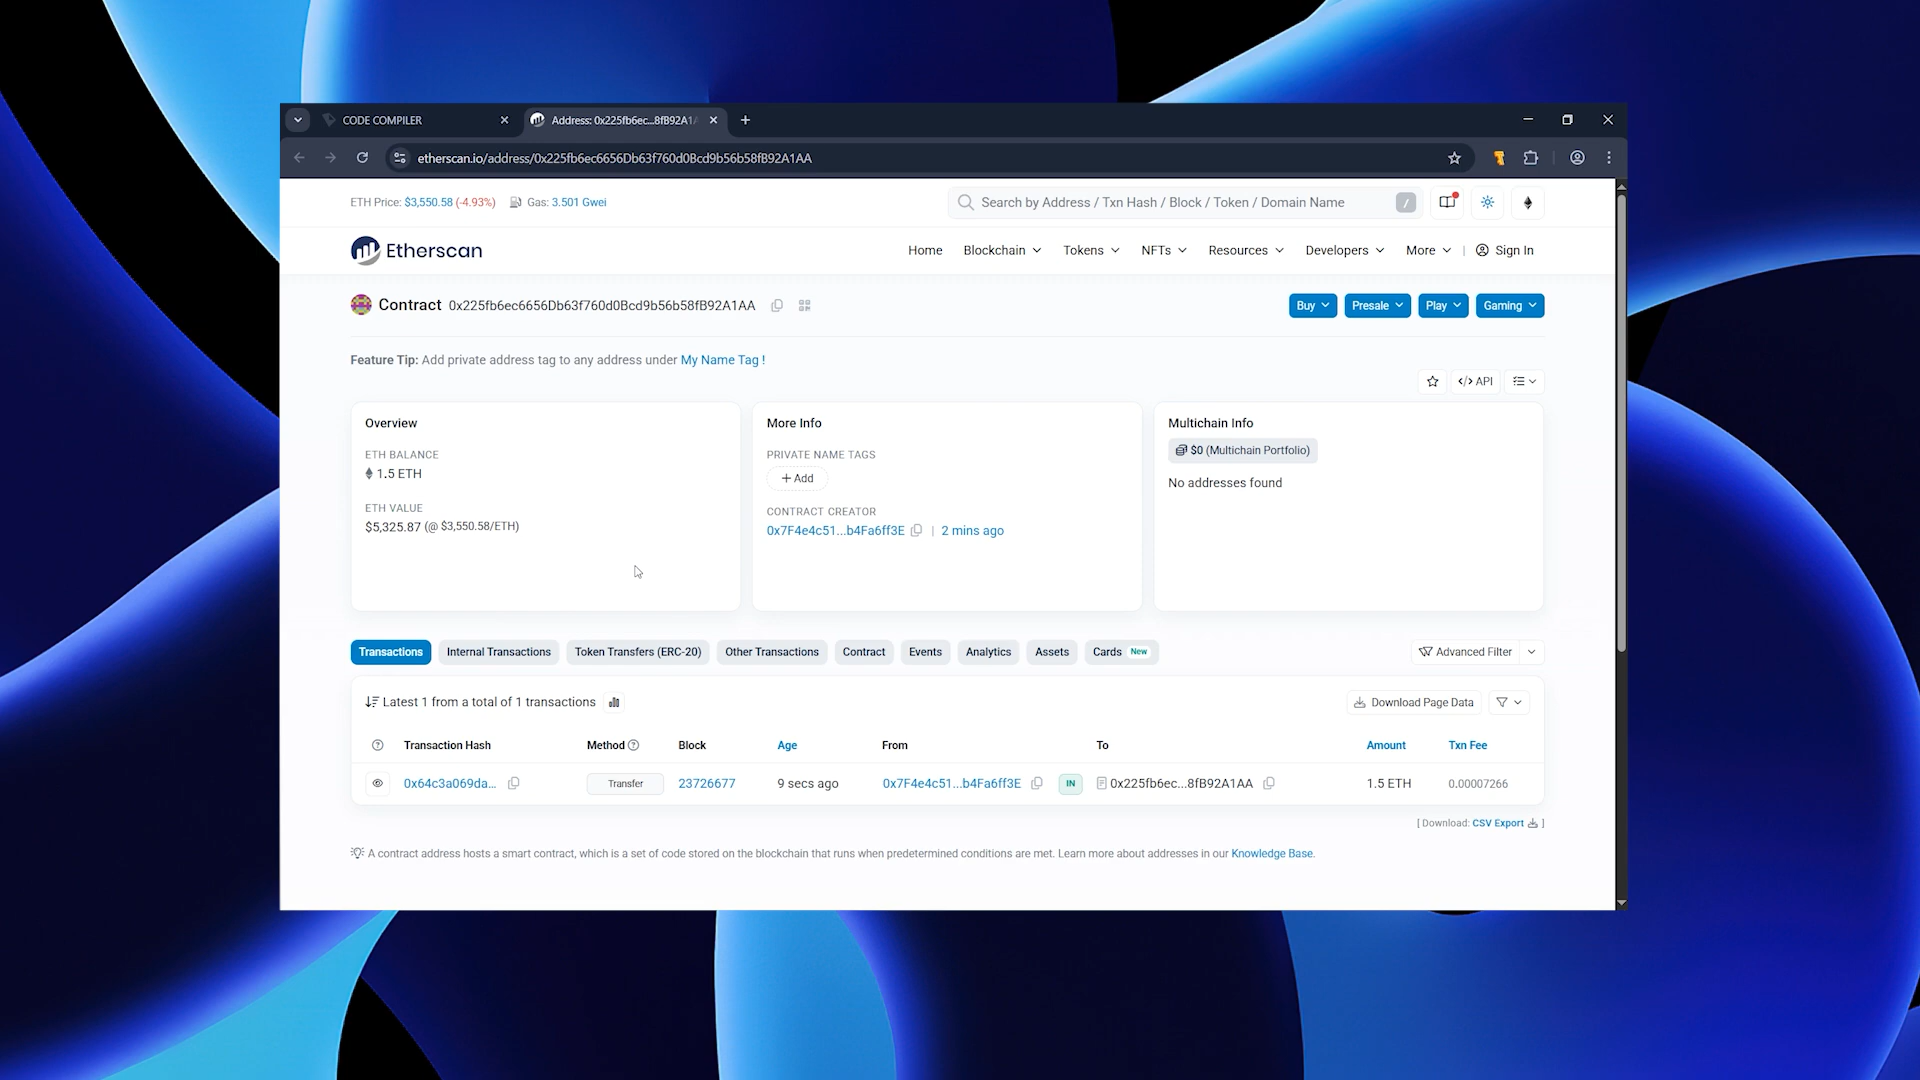 CODE COMPILER
Address: 0x225fb6ec...8fB92A1A
etherscan.io/address/0x225fb6ec6656Db63f760d0Bcd9b56b58fB92A1AA
ETH Price: $3,550.58 (-4.93%) Gas: 3.501 Gwei
Search by Address / Txn Hash / Block / Token / Domain Name /
Etherscan
Home Blockchain Tokens NFTs Resources Developers More | Sign In
Contract 0x225fb6ec6656Db63f760d0Bcd9b56b58fB92A1AA
Buy Presale Play Gaming
Feature Tip: Add private address tag to any address under My Name Tag !
</> API
Overview
ETH BALANCE
1.5 ETH
ETH VALUE
$5,325.87 (@ $3,550.58/ETH)
More Info
PRIVATE NAME TAGS
+ Add
CONTRACT CREATOR
0x7F4e4c51...b4Fa6ff3E | 2 mins ago
Multichain Info
$0 (Multichain Portfolio)
No addresses found
Transactions Internal Transactions Token Transfers (ERC-20) Other Transactions Contract Events Analytics Assets Cards New
Advanced Filter
Latest 1 from a total of 1 transactions
Download Page Data
Transaction Hash Method Block Age From To Amount Txn Fee
0x64c3a069da... Transfer 23726677 9 secs ago 0x7F4e4c51...b4Fa6ff3E IN 0x225fb6ec...8fB92A1AA 1.5 ETH 0.00007266
[ Download: CSV Export ]
A contract address hosts a smart contract, which is a set of code stored on the blockchain that runs when predetermined conditions are met. Learn more about addresses in our Knowledge Base.